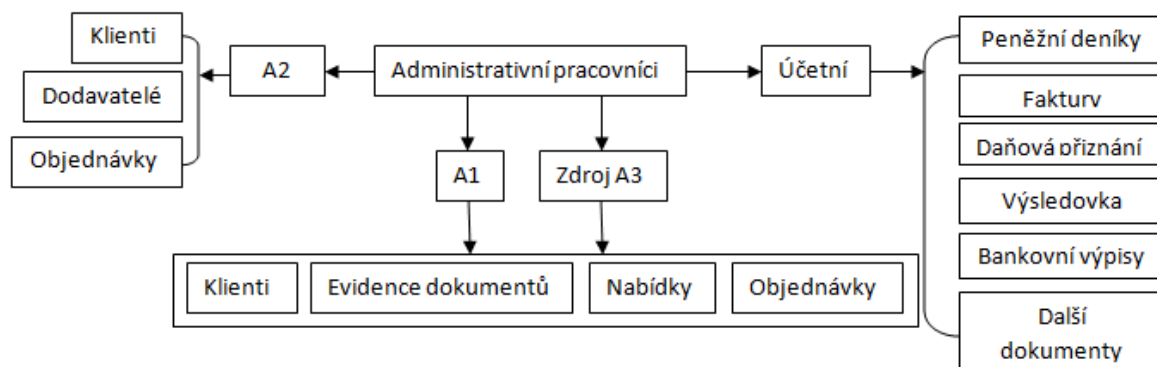 Klienti
Dodavatelé
Objednávky
A2
Administrativní pracovníci
Účetní
A1
Zdroj A3
Klienti
Evidence dokumentů
Nabídky
Objednávky
Peněžní deníky
Faktury
Daňová přiznání
Výsledovka
Bankovní výpisy
Další
dokumenty